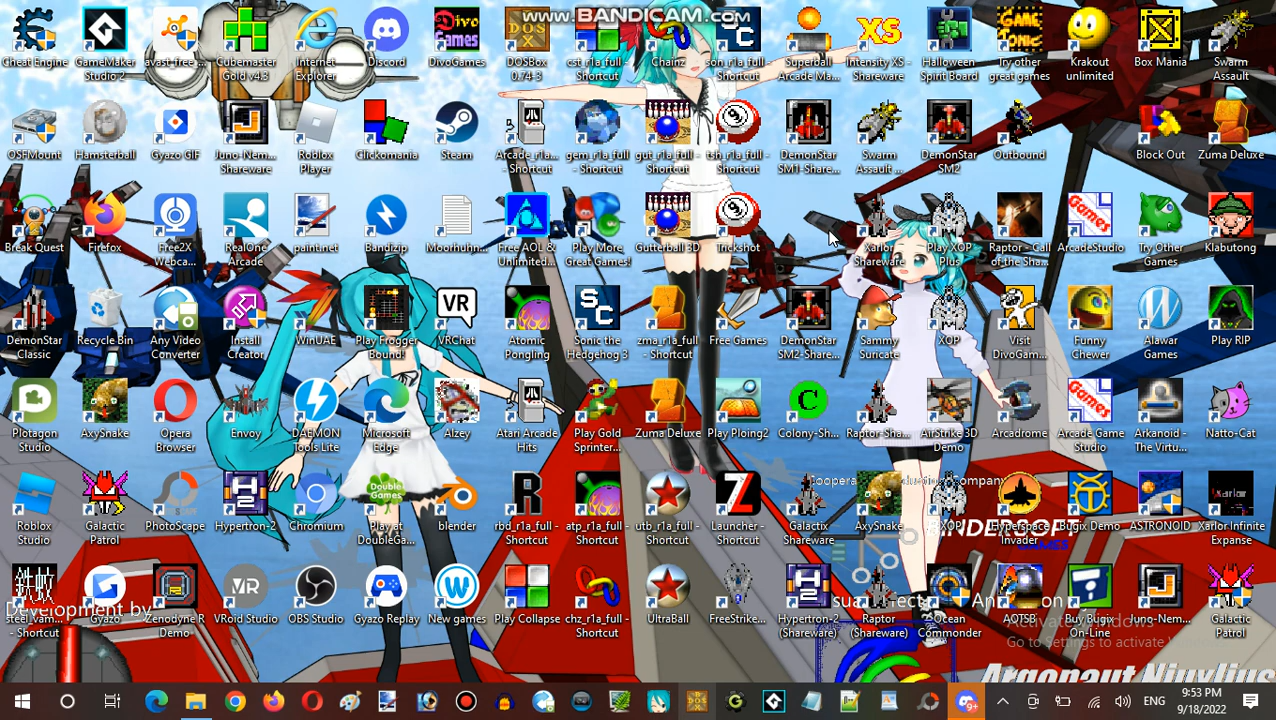 www.BANDICAM.com
Cheat Engine
GameMaker
Studio 2
avast_free_...
Cubemaster
Gold v4.3
Internet
Explorer
Discord
DivoGames
DOSBox
0.74-3
cst_r1a_full -
Shortcut
Chainz
son_r1a_full -
Shortcut
Superball
Arcade Ma...
Intensity XS -
Shareware
Halloween
Spirit Board
Try other
great games
Krakout
unlimited
Box Mania
Swarm
Assault
OSFMount
Hamsterball
Gyazo GIF
Juno-Nem...
Shareware
Roblox
Player
Clickomania
Steam
Arcade_r1a...
- Shortcut
gem_r1a_full
- Shortcut
gut_r1a_full -
Shortcut
tsh_r1a_full -
Shortcut
DemonStar
SM1-Share...
Swarm
Assault ...
DemonStar
SM2
Outbound
Block Out
Zuma Deluxe
Break Quest
Firefox
Free2X
Webca...
RealOne
Arcade
paint.net
Bandizip
Moorhuhn...
Free AOL &
Unlimited...
Play More
Great Games!
Gutterball 3D
Trickshot
Xarlor
Shareware
Play XOP
Plus
Raptor - Call
of the Sha...
ArcadeStudio
Try Other
Games
Klabutong
DemonStar
Classic
Recycle Bin
Any Video
Converter
Install
Creator
WinUAE
Play Frogger
Bound!
VRChat
Atomic
Pongling
Sonic the
Hedgehog 3
zma_r1a_full
- Shortcut
Free Games
DemonStar
SM2-Share...
Sammy
Suricate
XOP
Visit
DivoGam...
Funny
Chewer
Alawar
Games
Play RIP
Plotagon
Studio
AxySnake
Opera
Browser
Envoy
DAEMON
Tools Lite
Microsoft
Edge
Alzey
Atari Arcade
Hits
Play Gold
Sprinter...
Zuma Deluxe
Play Ploing2
Colony-Sh...
Raptor-Sha...
AirStrike 3D
Demo
Arcadrome
Arcade Game
Studio
Arkanoid -
The Virtu...
Natto-Cat
Roblox
Studio
Galactic
Patrol
PhotoScape
Hypertron-2
Chromium
Play at
DoubleGa...
blender
rbd_r1a_full -
Shortcut
atp_r1a_full -
Shortcut
utb_r1a_full -
Shortcut
Launcher -
Shortcut
Galactix
Shareware
AxySnake
XOP
Hyperspace
Invader
Bugix Demo
ASTRONOID
Xarlor Infinite
Expanse
Development by
steel_vam...
- Shortcut
Gyazo
Zenodyne R
Demo
VRoid Studio
OBS Studio
Gyazo Replay
New games
Play Collapse
chz_r1a_full -
Shortcut
UltraBall
FreeStrike...
Hypertron-2
(Shareware)
Raptor
(Shareware)
Ocean
Commonder
AOTSB
Buy Bugix
On-Line
Juno-Nem...
Galactic
Patrol
Activate Windows
Go to Settings to activate Windows.
ENG
9:53 PM
9/18/2022